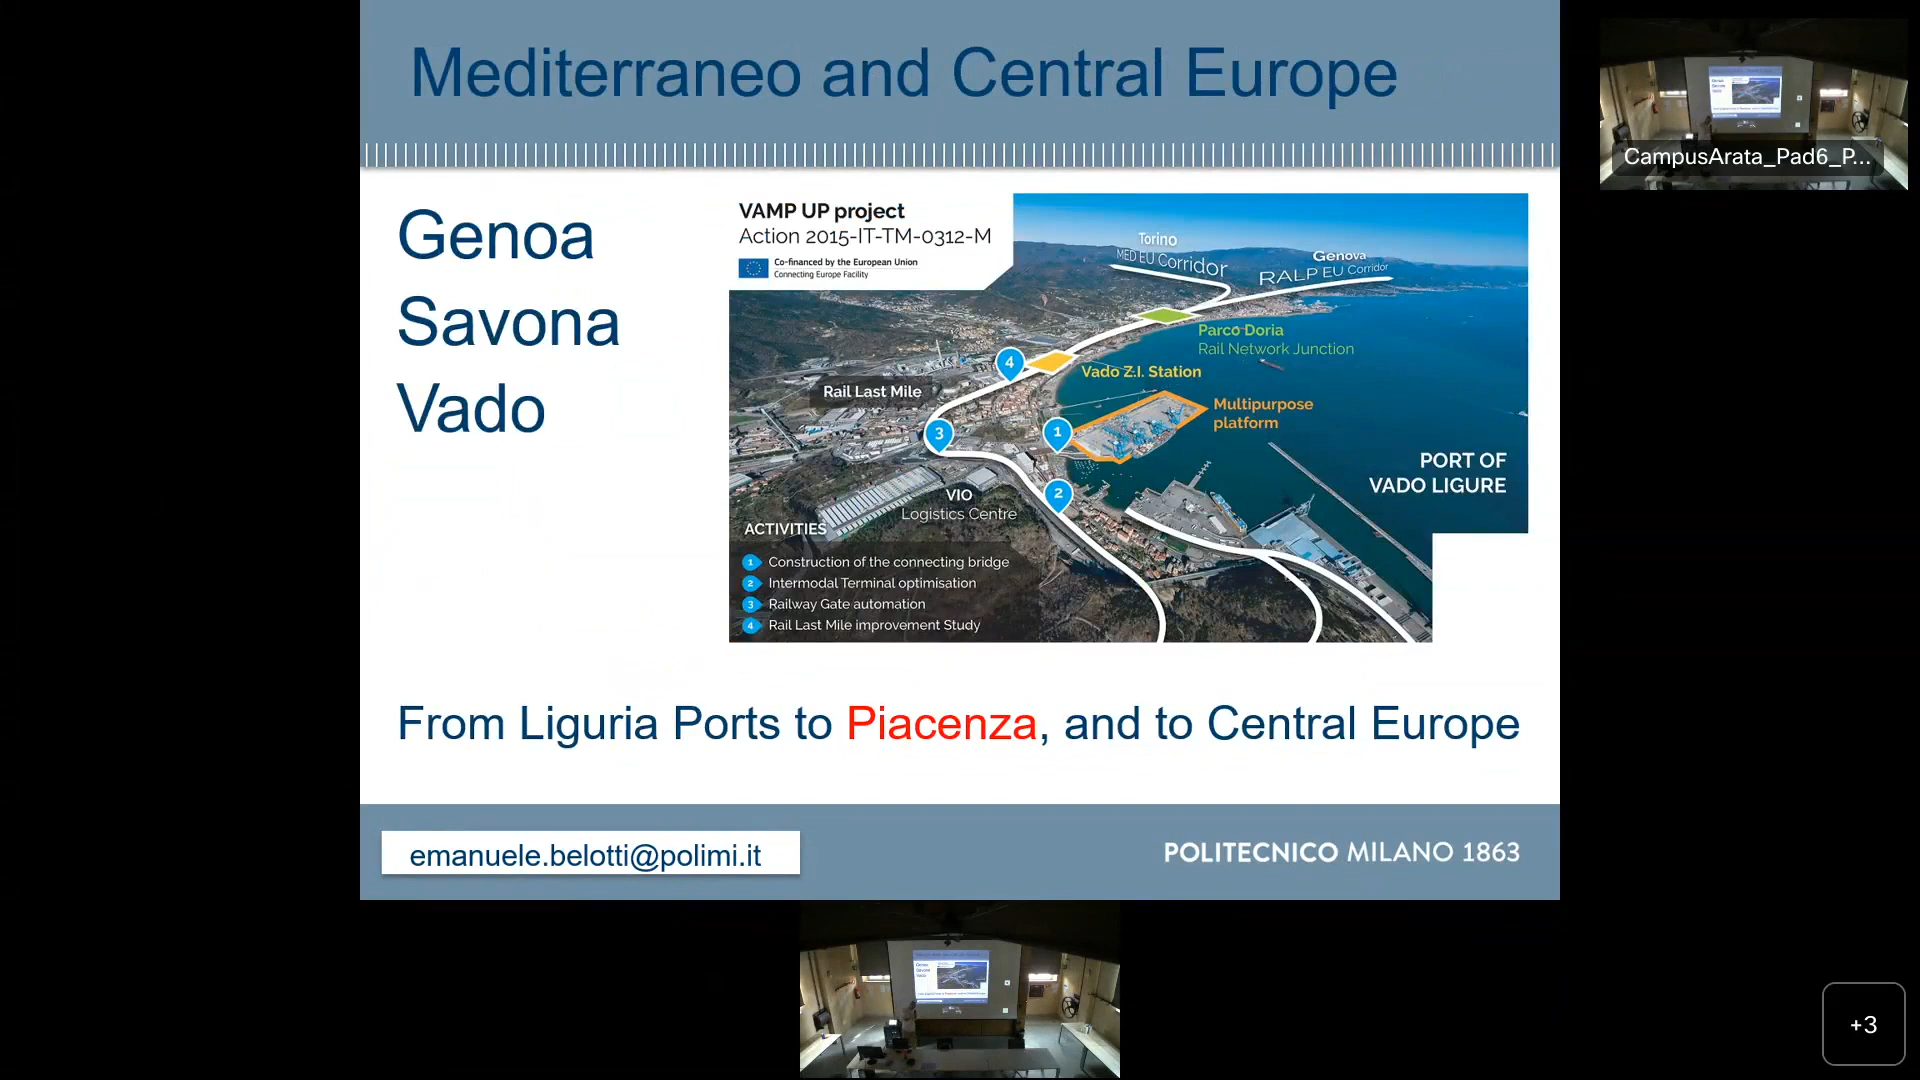 Mediterraneo and Central Europe
CampusArata_Pad6_P...
Genoa
Savona
Vado
VAMP UP project
Action 2015-IT-TM-0312-M
Co-financed by the European Union
Connecting Europe Facility
Torino
MED EU Corridor
Genova
RALP EU Corridor
Parco Doria
Rail Network Junction
4
Vado Z.I. Station
Rail Last Mile
Multipurpose
platform
3
1
PORT OF
VADO LIGURE
2
VIO
Logistics Centre
ACTIVITIES
1 Construction of the connecting bridge
2 Intermodal Terminal optimisation
3 Railway Gate automation
4 Rail Last Mile improvement Study
From Liguria Ports to Piacenza, and to Central Europe
emanuele.belotti@polimi.it
POLITECNICO MILANO 1863
+3